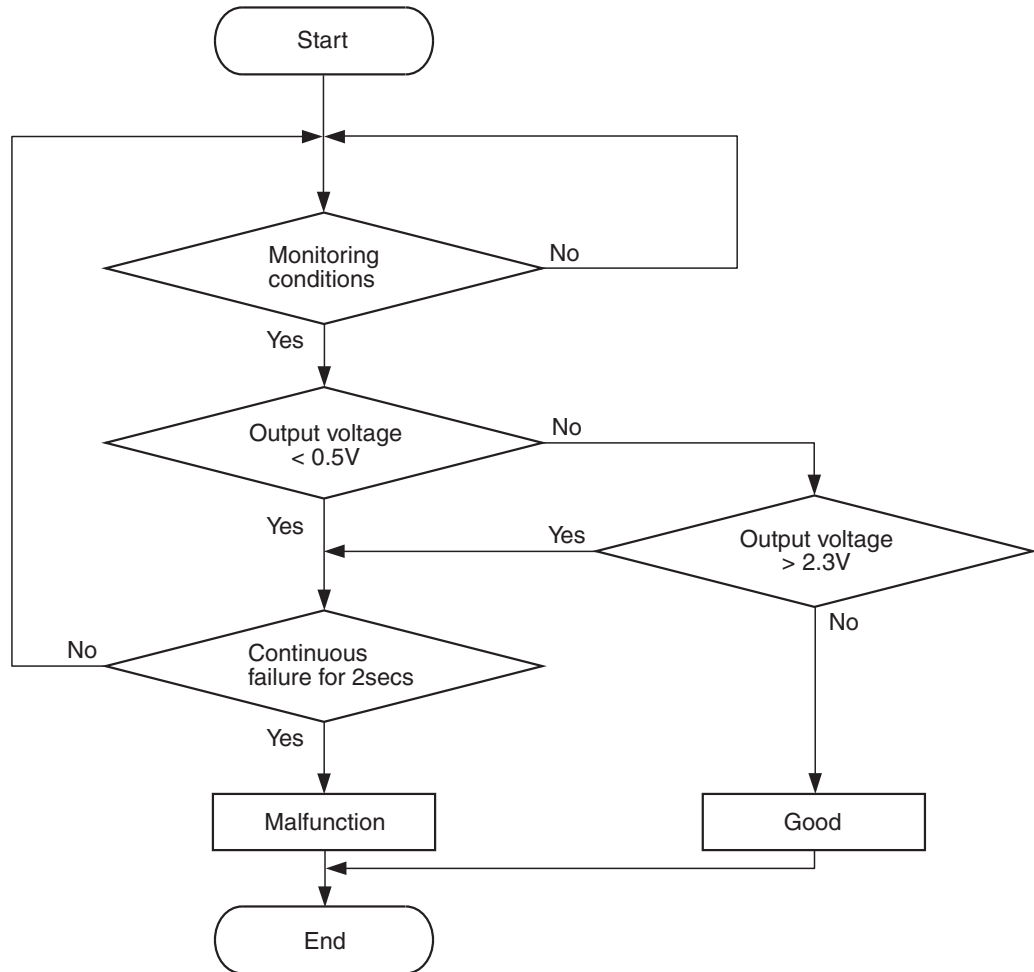 Start
Monitoring
conditions
No
Yes
Output voltage
< 0.5V
No
Yes
Yes
Output voltage
> 2.3V
No
No
Continuous
failure for 2secs
Yes
Malfunction
Good
End